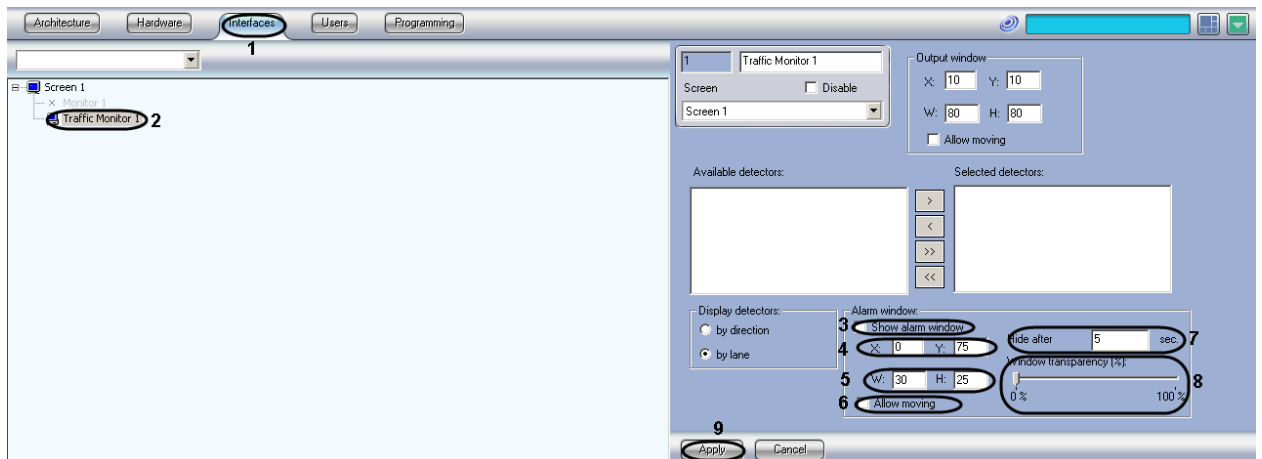 Architecture Hardware Interfaces Users Programming
1
Screen 1
Monitor 1
Traffic Monitor 1 2
1 Traffic Monitor 1
Screen Disable
Screen 1
Output window
X: 10 Y: 10
W: 80 H: 80
Allow moving
Available detectors: Selected detectors:
>
<
>>
<<
Display detectors:
by direction
by lane
Alarm window:
3 Show alarm window
4 X: 0 Y: 75
5 W: 30 H: 25
6 Allow moving
Hide after 5 sec. 7
Window transparency (%):
8
0 % 100 %
9
Apply Cancel